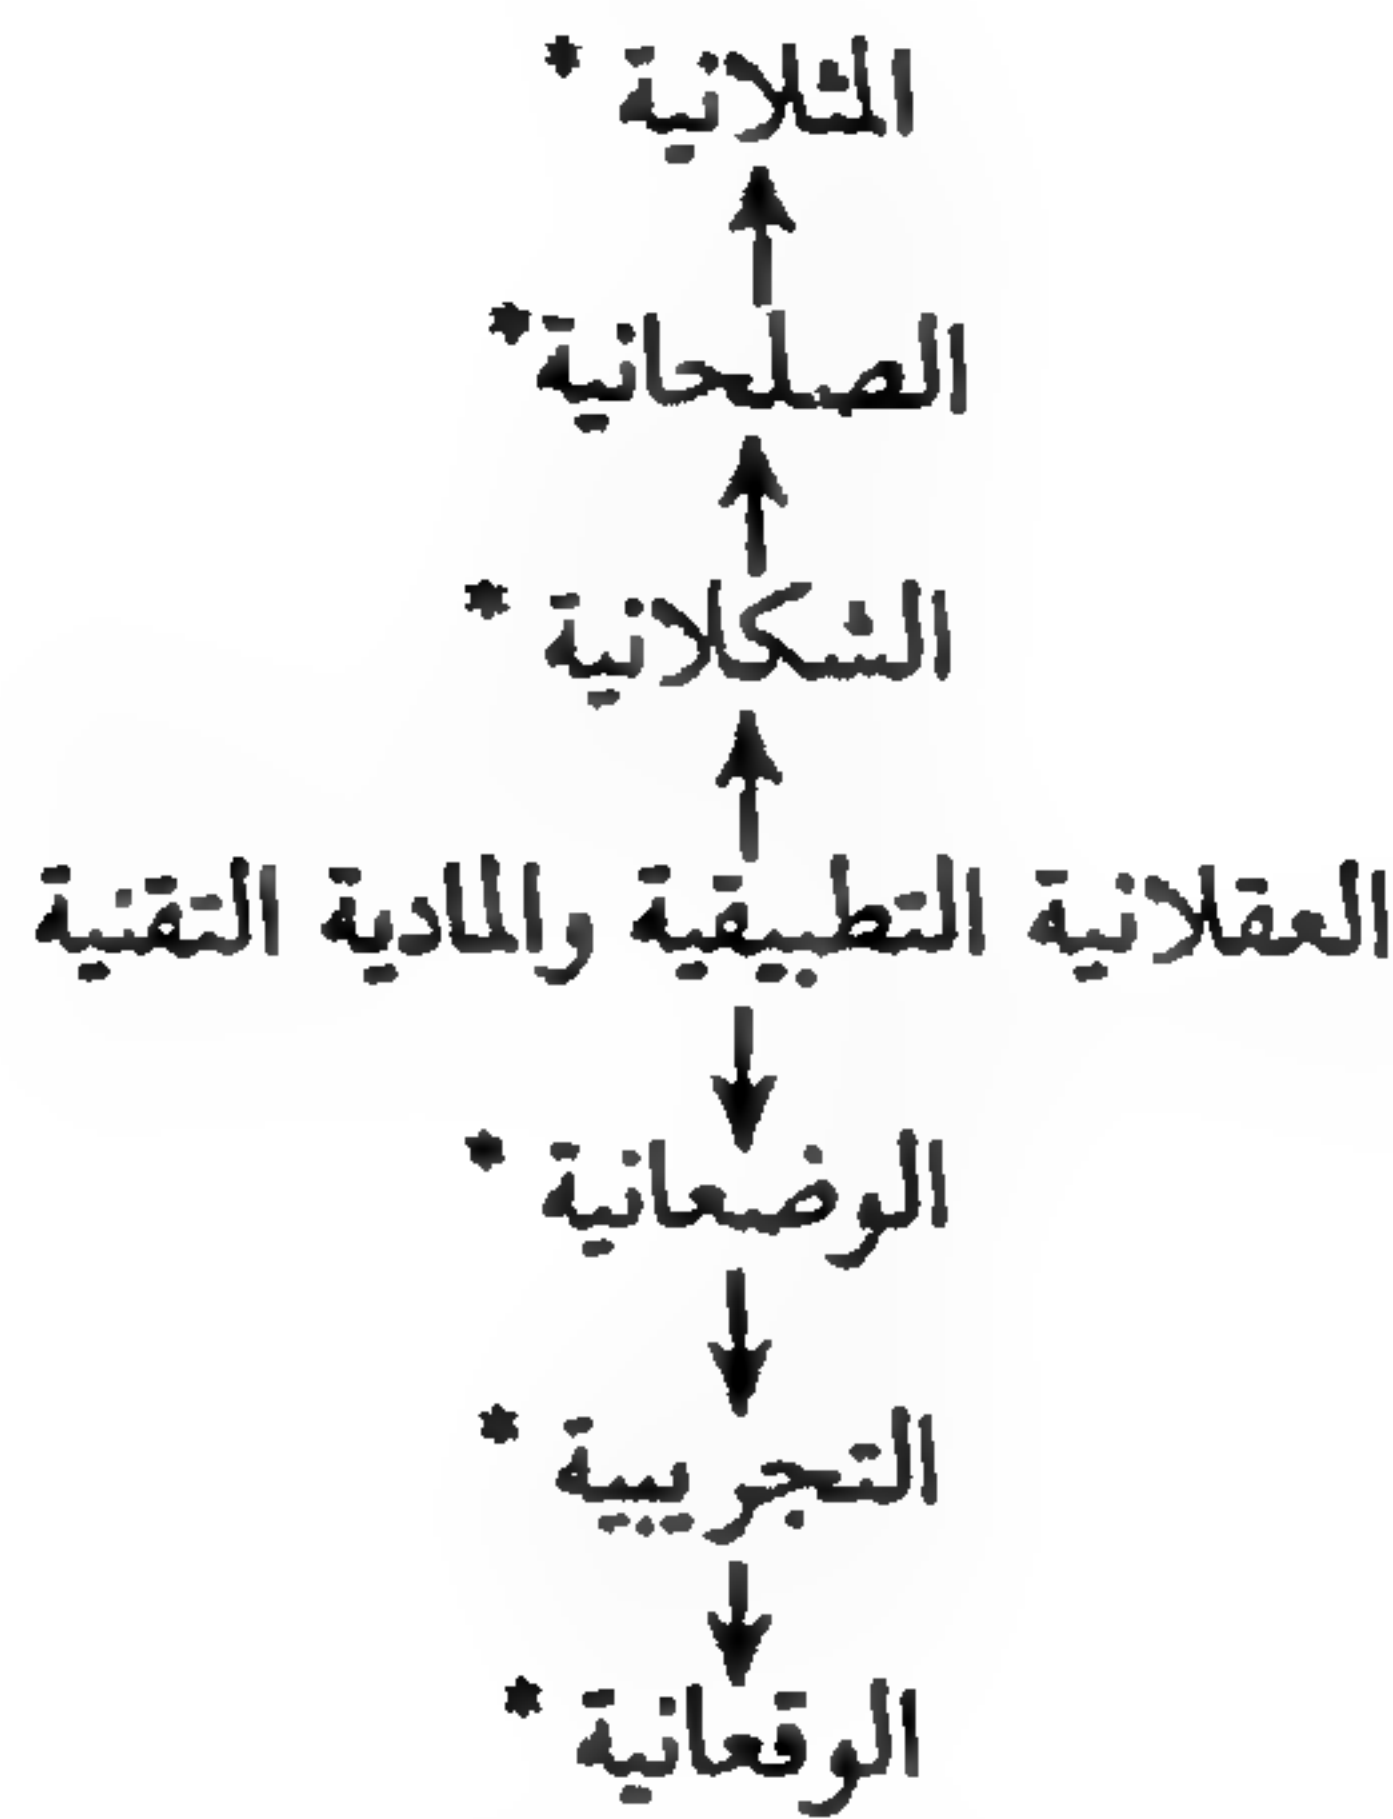 المثلانية *
الصلحانية *
الشكلانية *
العقلانية التطبيقية والمادية التقنية
الوضعانية *
التجريبية *
الوقعانية *